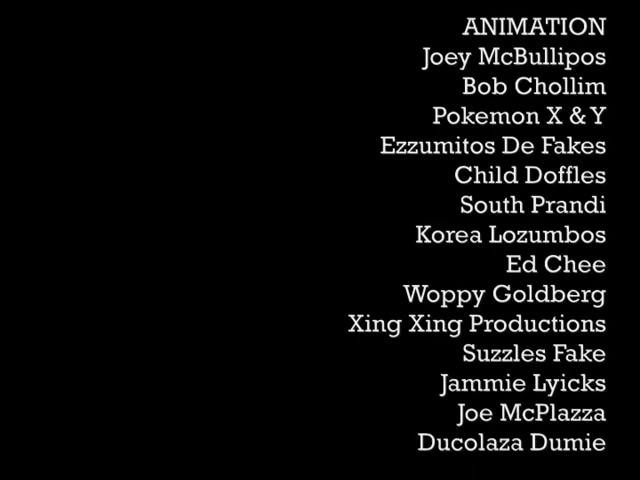 ANIMATION
Joey McBullipos
Bob Chollim
Pokemon X & Y
Ezzumitos De Fakes
Child Doffles
South Prandi
Korea Lozumbos
Ed Chee
Woppy Goldberg
Xing Xing Productions
Suzzles Fake
Jammie Lyicks
Joe McPlazza
Ducolaza Dumie